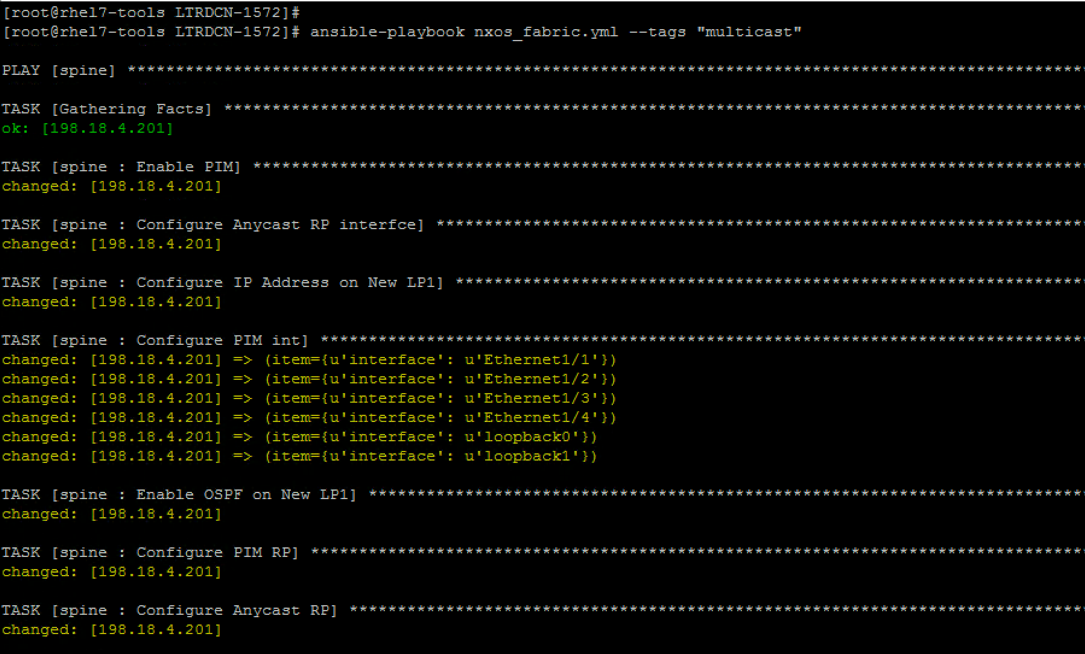 [root@rhel7-tools LTRDCN-1572]#
[root@rhel7-tools LTRDCN-1572]# ansible-playbook nxos_fabric.yml --tags "multicast"
PLAY [spine] ****************************************************************************************************
TASK [Gathering Facts] ******************************************************************************************
ok: [198.18.4.201]
TASK [spine : Enable PIM] ***************************************************************************************
changed: [198.18.4.201]
TASK [spine : Configure Anycast RP interfce] ********************************************************************
changed: [198.18.4.201]
TASK [spine : Configure IP Address on New LP1] ******************************************************************
changed: [198.18.4.201]
TASK [spine : Configure PIM int] ********************************************************************************
changed: [198.18.4.201] => (item={u'interface': u'Ethernet1/1'})
changed: [198.18.4.201] => (item={u'interface': u'Ethernet1/2'})
changed: [198.18.4.201] => (item={u'interface': u'Ethernet1/3'})
changed: [198.18.4.201] => (item={u'interface': u'Ethernet1/4'})
changed: [198.18.4.201] => (item={u'interface': u'loopback0'})
changed: [198.18.4.201] => (item={u'interface': u'loopback1'})
TASK [spine : Enable OSPF on New LP1] ***************************************************************************
changed: [198.18.4.201]
TASK [spine : Configure PIM RP] *********************************************************************************
changed: [198.18.4.201]
TASK [spine : Configure Anycast RP] *****************************************************************************
changed: [198.18.4.201]